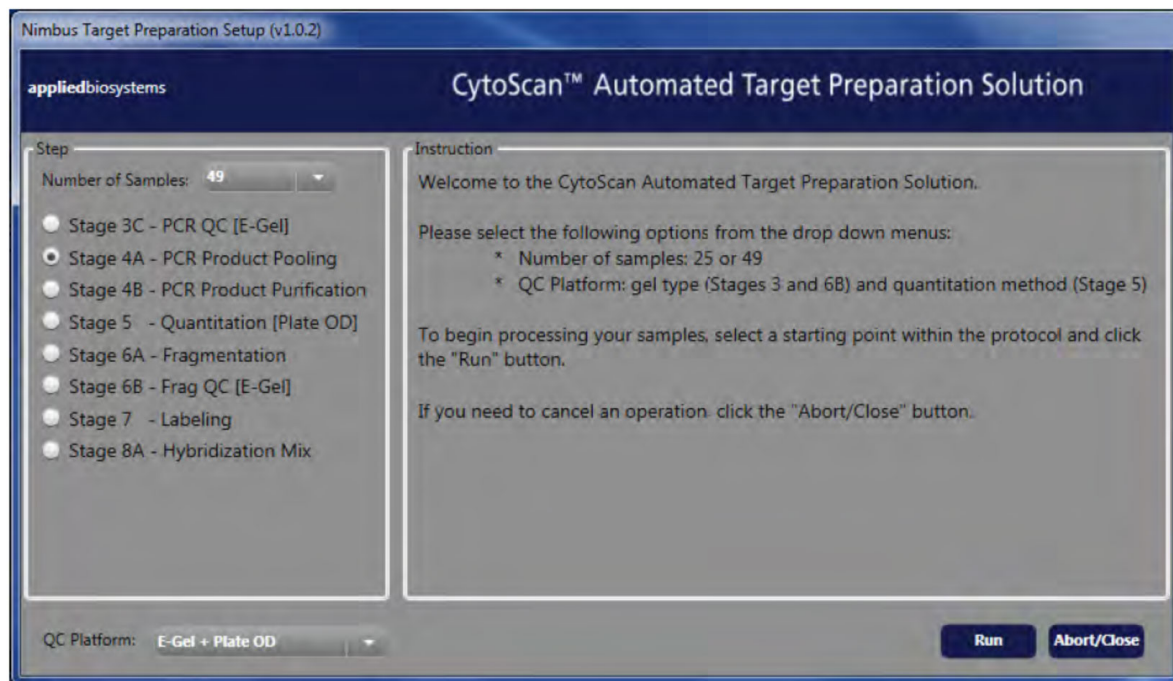 Nimbus Target Preparation Setup (v1.0.2)
appliedbiosystems
CytoScan™ Automated Target Preparation Solution
Step
Number of Samples: 49
Stage 3C - PCR QC [E-Gel]
Stage 4A - PCR Product Pooling
Stage 4B - PCR Product Purification
Stage 5 - Quantitation [Plate OD]
Stage 6A - Fragmentation
Stage 6B - Frag QC [E-Gel]
Stage 7 - Labeling
Stage 8A - Hybridization Mix
Instruction
Welcome to the CytoScan Automated Target Preparation Solution.
Please select the following options from the drop down menus:
* Number of samples: 25 or 49
* QC Platform: gel type (Stages 3 and 6B) and quantitation method (Stage 5)
To begin processing your samples, select a starting point within the protocol and click
the "Run" button.
If you need to cancel an operation, click the "Abort/Close" button.
QC Platform: E-Gel + Plate OD
Run
Abort/Close